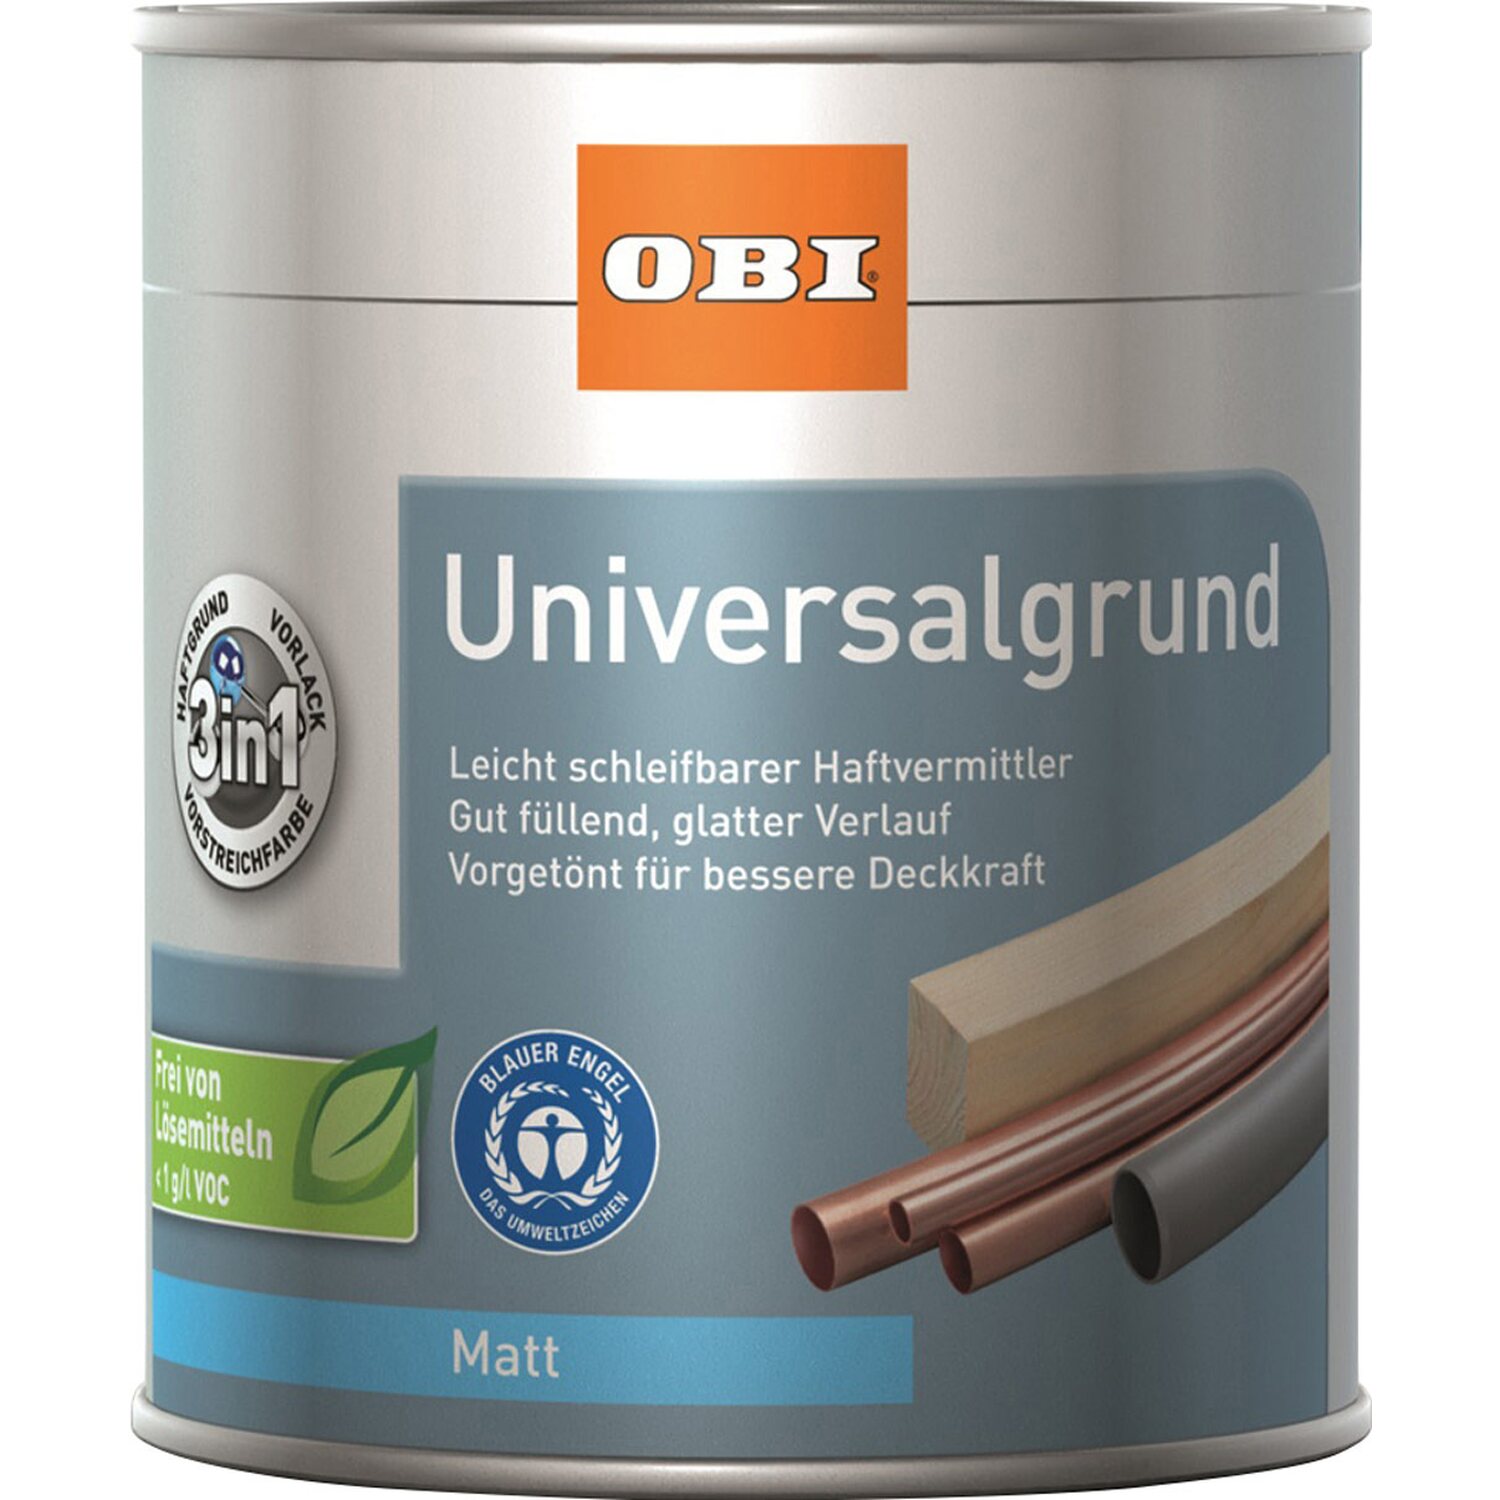 OBI®
Universalgrund
Leicht schleifbarer Haftvermittler
Gut füllend, glatter Verlauf
Vorgetönt für bessere Deckkraft
HAFTGRUND VORLACK
3in1
VORSTREICHFARBE
Frei von
Lösemitteln
< 1 g/l VOC
BLAUER ENGEL
DAS UMWELTZEICHEN
Matt